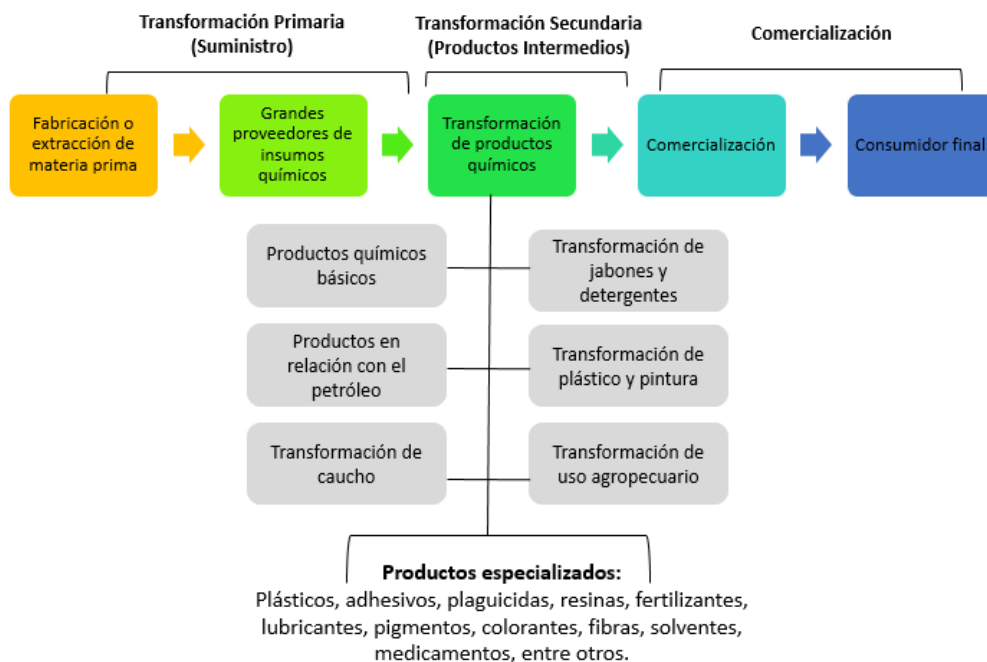 Transformación Primaria
(Suministro)
Transformación Secundaria
(Productos Intermedios)
Comercialización
Fabricación o
extracción de
materia prima
Grandes
proveedores de
insumos
químicos
Transformación
de productos
químicos
Comercialización
Consumidor final
Productos químicos
básicos
Transformación de
jabones y
detergentes
Productos en
relación con el
petróleo
Transformación de
plástico y pintura
Transformación de
caucho
Transformación de
uso agropecuario
Productos especializados:
Plásticos, adhesivos, plaguicidas, resinas, fertilizantes,
lubricantes, pigmentos, colorantes, fibras, solventes,
medicamentos, entre otros.